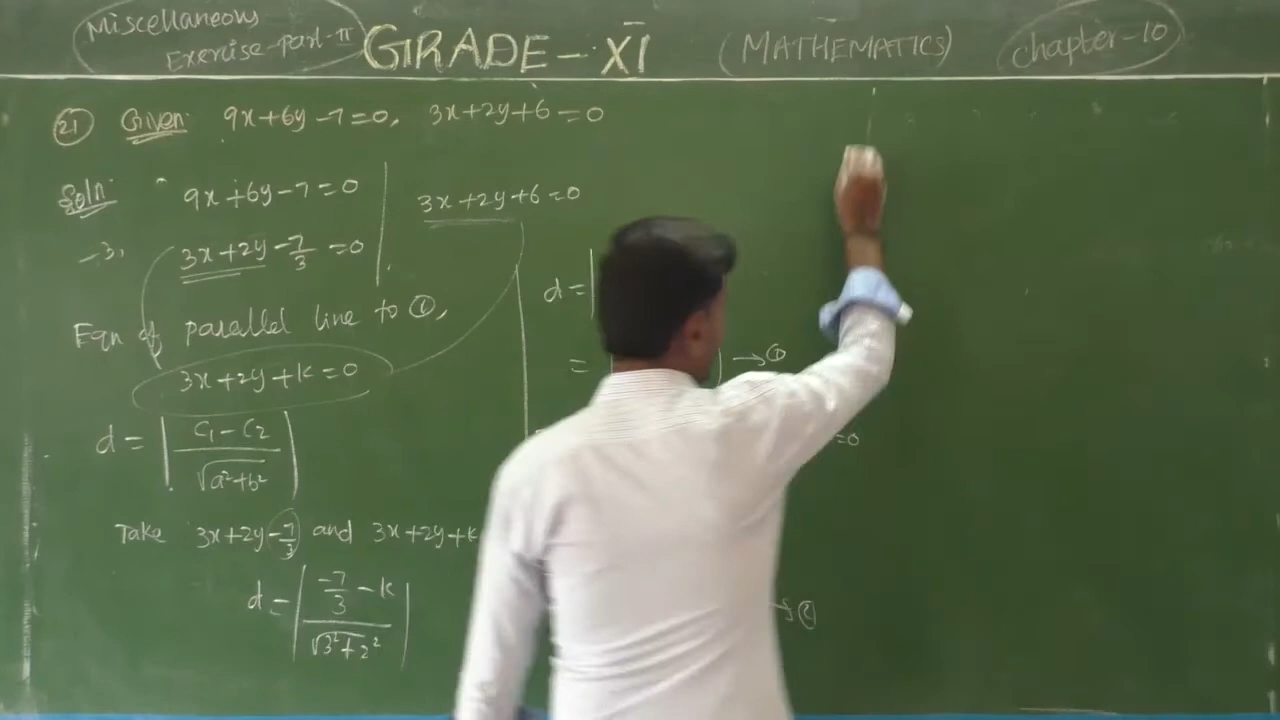 Miscellaneous
Exercise-part-II
GRADE-XI
(MATHEMATICS)
chapter-10
21 Given: 9x+6y-7=0, 3x+2y+6=0
Soln:
9x+6y-7=0
÷3,
3x+2y-7/3=0
Eqn of parallel line to ①,
3x+2y+k=0
d=|C₁-C₂/√a²+b²|
Take 3x+2y-7/3 and 3x+2y+k
d=|-7/3-k/√3²+2²|
3x+2y+6=0
d=|
=
→①
=0
→②